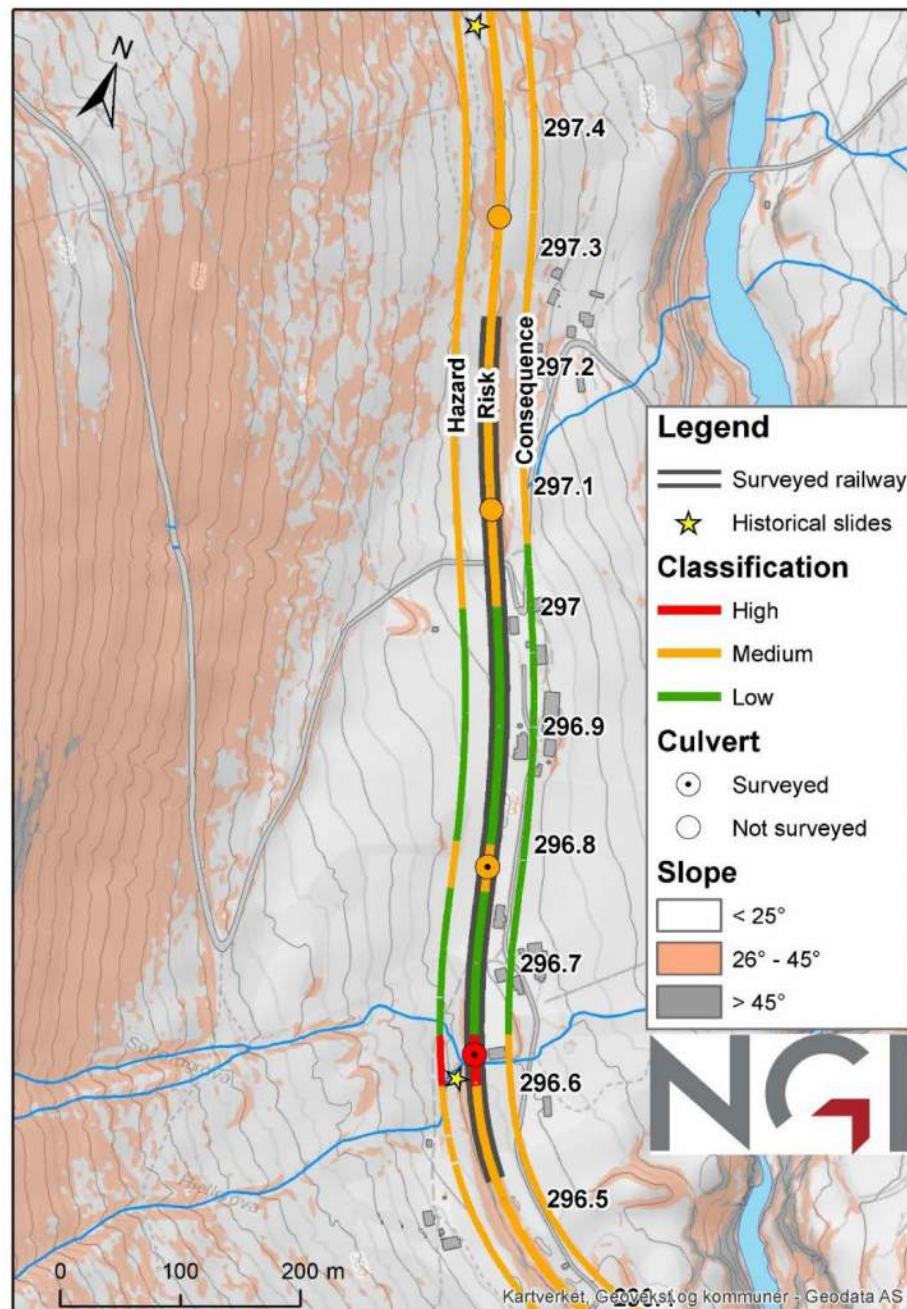 N
297.4
297.3
297.2
Hazard
Risk
Consequence
297.1
297
296.9
296.8
296.7
296.6
296.5
Legend
Surveyed railway
Historical slides
Classification
High
Medium
Low
Culvert
Surveyed
Not surveyed
Slope
< 25°
26° - 45°
> 45°
NGI
0 100 200 m
Kartverket, Geovekst og kommuner - Geodata AS